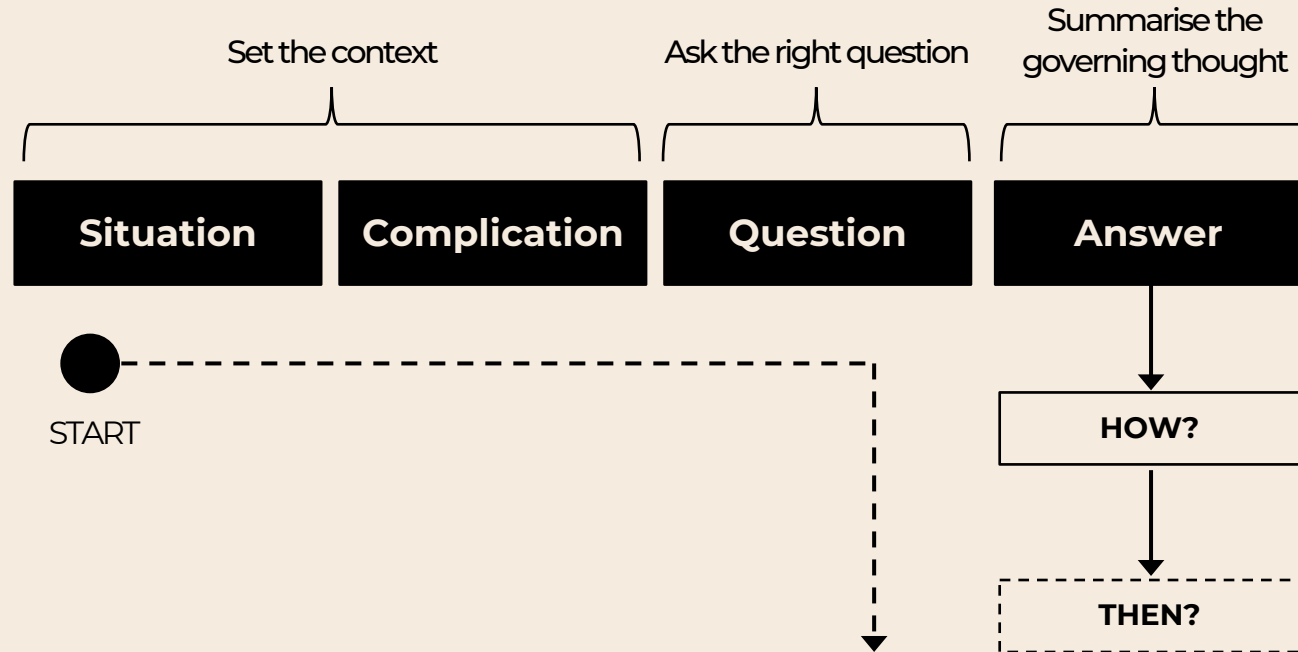 Set the context
Ask the right question
Summarise the
governing thought
Situation
Complication
Question
Answer
START
HOW?
THEN?